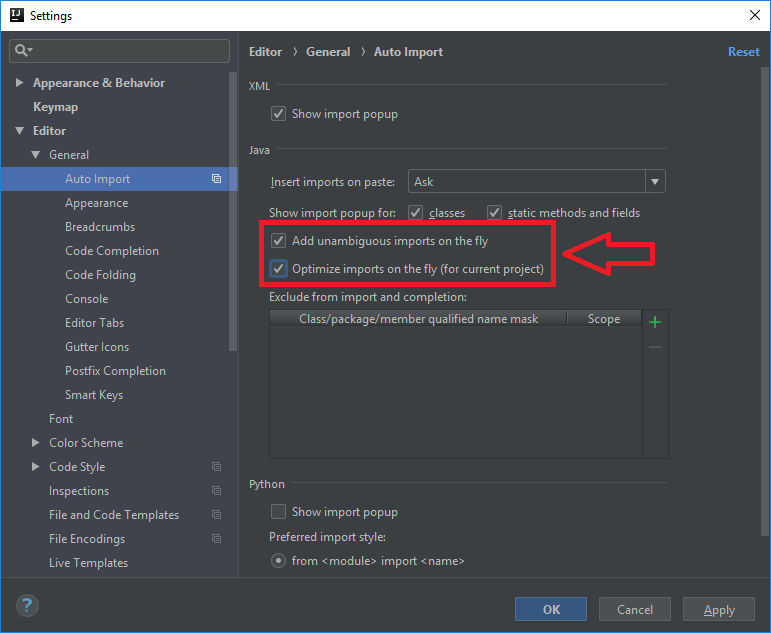 IJ Settings
Editor › General › Auto Import Reset
Appearance & Behavior
Keymap
Editor
General
Auto Import
Appearance
Breadcrumbs
Code Completion
Code Folding
Console
Editor Tabs
Gutter Icons
Postfix Completion
Smart Keys
Font
Color Scheme
Code Style
Inspections
File and Code Templates
File Encodings
Live Templates
XML
Show import popup
Java
Insert imports on paste: Ask
Show import popup for: classes static methods and fields
Add unambiguous imports on the fly
Optimize imports on the fly (for current project)
Exclude from import and completion:
Class/package/member qualified name mask Scope
Python
Show import popup
Preferred import style:
from <module> import <name>
? OK Cancel Apply